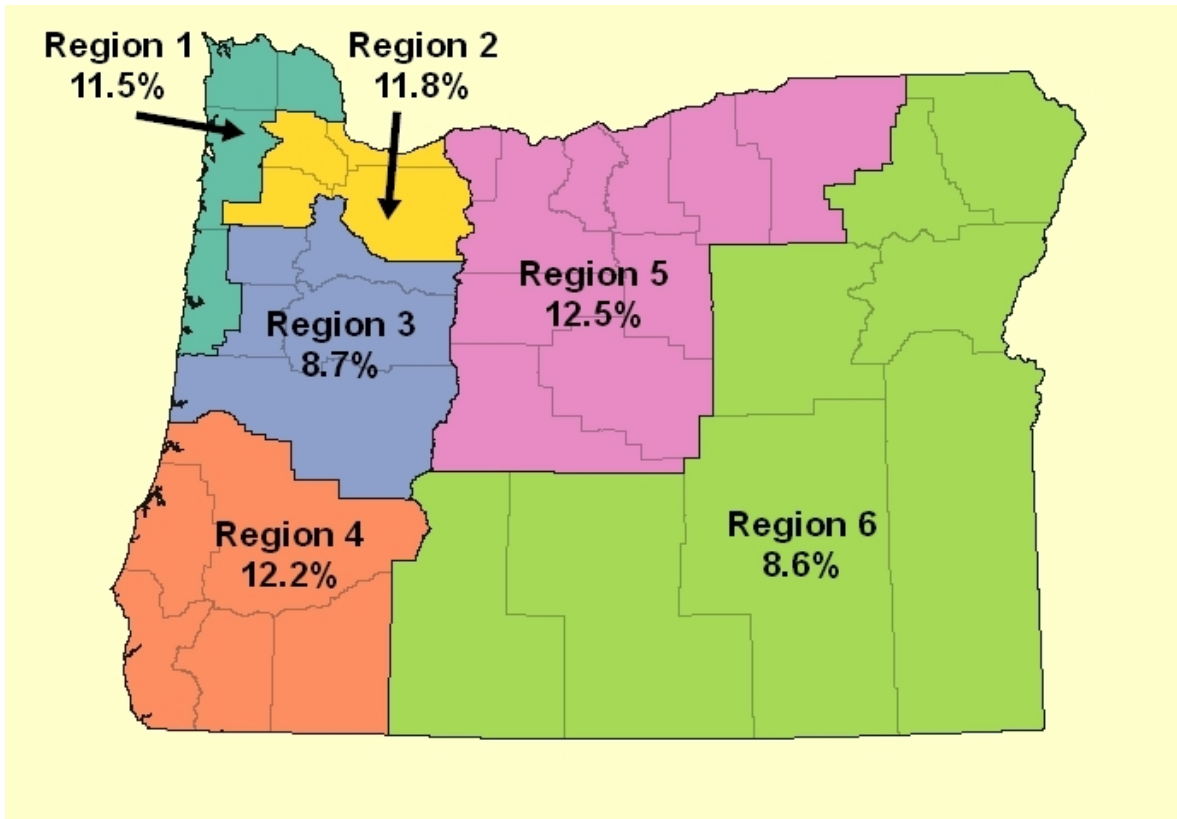 Region 1
11.5%
Region 2
11.8%
Region 5
12.5%
Region 3
8.7%
Region 4
12.2%
Region 6
8.6%